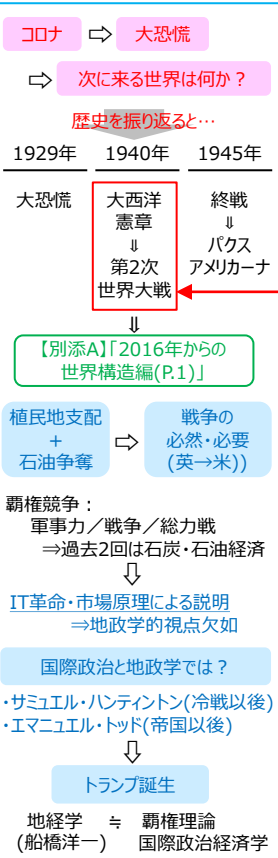 コロナ ⇨ 大恐慌
⇨ 次に来る世界は何か？
歴史を振り返ると…
1929年 1940年 1945年
大恐慌 大西洋 終戦
憲章 ⇓
⇓ パクス
第2次 アメリカーナ
世界大戦
⇓
【別添A】「2016年からの
世界構造編(P.1)」
植民地支配 戦争の
+ ⇨ 必然・必要
石油争奪 (英→米))
覇権競争：
軍事力／戦争／総力戦
⇒過去2回は石炭・石油経済
⇩
IT革命・市場原理による説明
⇒地政学的視点欠如
国際政治と地政学では？
・サミュエル・ハンティントン(冷戦以後)
・エマニュエル・トッド(帝国以後)
⇩
トランプ誕生
地経学 ≒ 覇権理論
(船橋洋一) 国際政治経済学